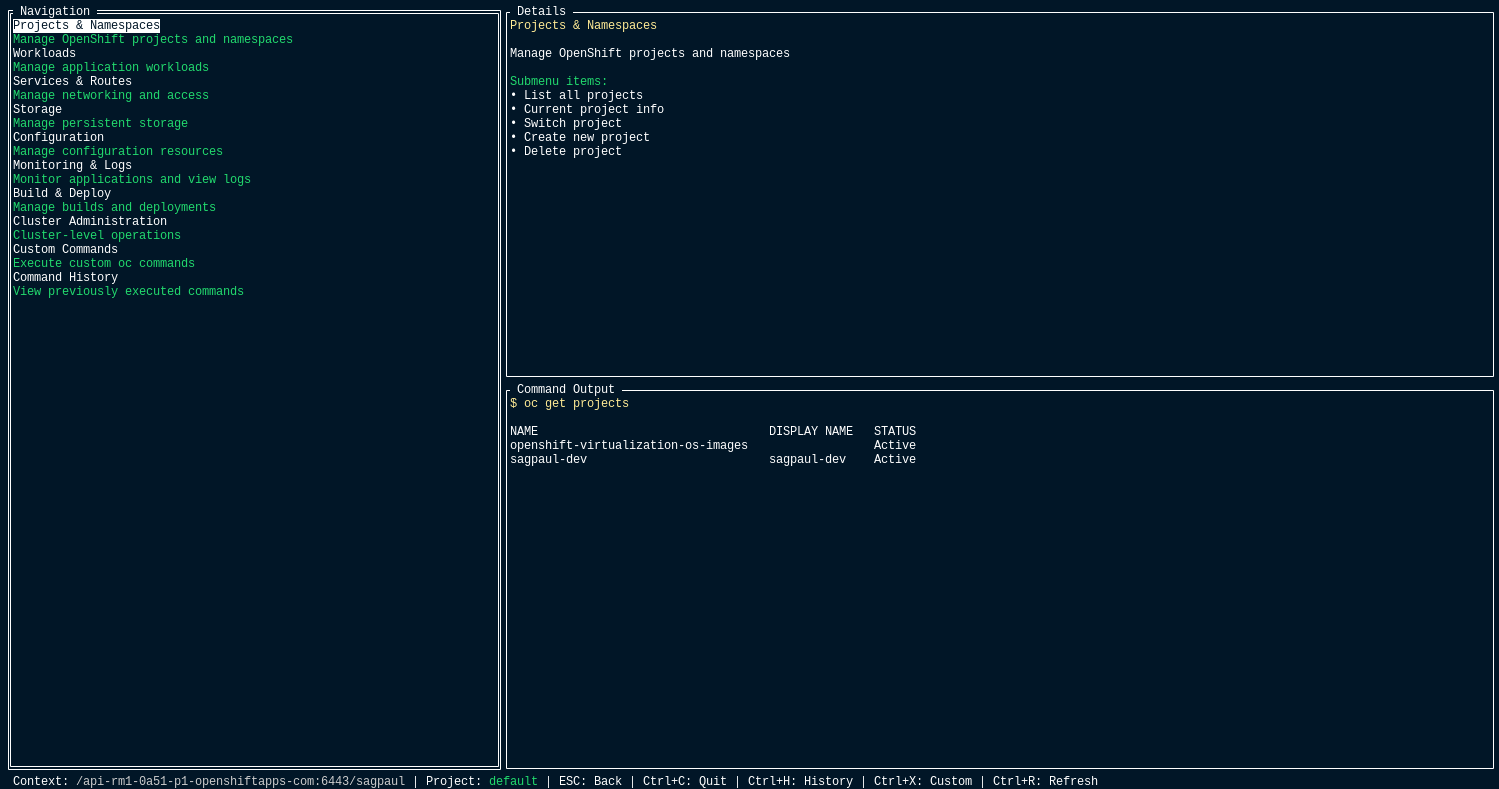 Navigation
Projects & Namespaces
Manage OpenShift projects and namespaces
Workloads
Manage application workloads
Services & Routes
Manage networking and access
Storage
Manage persistent storage
Configuration
Manage configuration resources
Monitoring & Logs
Monitor applications and view logs
Build & Deploy
Manage builds and deployments
Cluster Administration
Cluster-level operations
Custom Commands
Execute custom oc commands
Command History
View previously executed commands
Details
Projects & Namespaces
Manage OpenShift projects and namespaces
Submenu items:
• List all projects
• Current project info
• Switch project
• Create new project
• Delete project
Command Output
$ oc get projects
NAME DISPLAY NAME STATUS
openshift-virtualization-os-images Active
sagpaul-dev sagpaul-dev Active
Context: /api-rm1-0a51-p1-openshiftapps-com:6443/sagpaul | Project: default | ESC: Back | Ctrl+C: Quit | Ctrl+H: History | Ctrl+X: Custom | Ctrl+R: Refresh